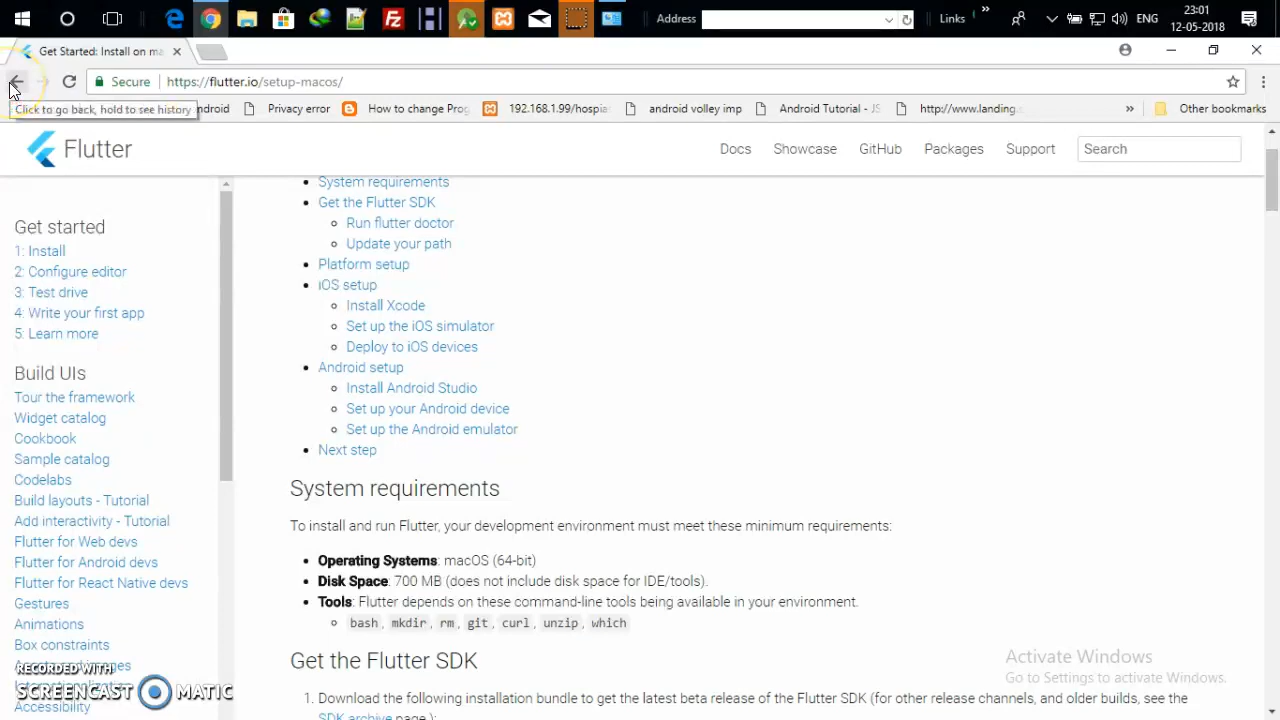 Address
Links
»
ENG
23:01
12-05-2018
Get Started: Install on ma
Secure
https://flutter.io/setup-macos/
Click to go back, hold to see history
ndroid
Privacy error
How to change Prog
192.168.1.99/hospia
android volley imp
Android Tutorial - JS
http://www.landing.
»
Other bookmarks
Flutter
Docs
Showcase
GitHub
Packages
Support
Search
Get started
1: Install
2: Configure editor
3: Test drive
4: Write your first app
5: Learn more
Build UIs
Tour the framework
Widget catalog
Cookbook
Sample catalog
Codelabs
Build layouts - Tutorial
Add interactivity - Tutorial
Flutter for Web devs
Flutter for Android devs
Flutter for React Native devs
Gestures
Animations
Box constraints
RECORDED WITH
SCREENCAST MATIC
Accessibility
System requirements
Get the Flutter SDK
Run flutter doctor
Update your path
Platform setup
iOS setup
Install Xcode
Set up the iOS simulator
Deploy to iOS devices
Android setup
Install Android Studio
Set up your Android device
Set up the Android emulator
Next step
System requirements
To install and run Flutter, your development environment must meet these minimum requirements:
Operating Systems: macOS (64-bit)
Disk Space: 700 MB (does not include disk space for IDE/tools).
Tools: Flutter depends on these command-line tools being available in your environment.
bash, mkdir, rm, git, curl, unzip, which
Get the Flutter SDK
1. Download the following installation bundle to get the latest beta release of the Flutter SDK (for other release channels, and older builds, see the
SDK archive page.):
Activate Windows
Go to Settings to activate Windows.